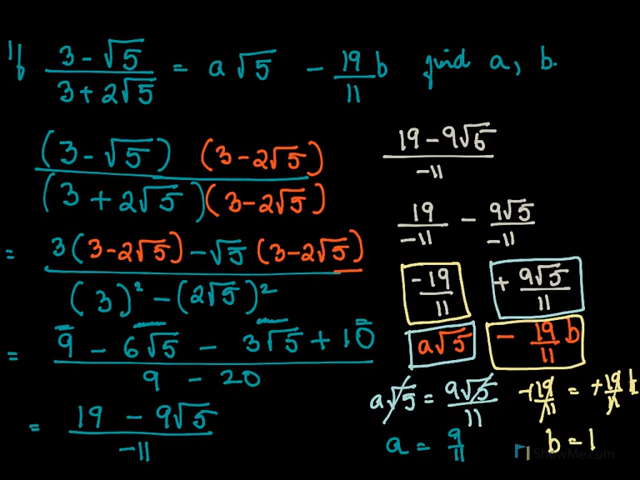 If (3 - √5)/(3 + 2√5) = a√5 - (19/11)b find a, b.
((3 - √5) (3 - 2√5))/((3 + 2√5)(3 - 2√5))
= (3(3 - 2√5) - √5(3 - 2√5))/((3)² - (2√5)²)
= (9 - 6√5 - 3√5 + 10)/(9 - 20)
= (19 - 9√5)/(-11)
(19 - 9√5)/(-11)
19/(-11) - 9√5/(-11)
-19/11 + 9√5/11
a√5 - (19/11)b
a√5 = 9√5/11
a = 9/11
-19/11 = +19/11 b
b = 1
ShowMe.com